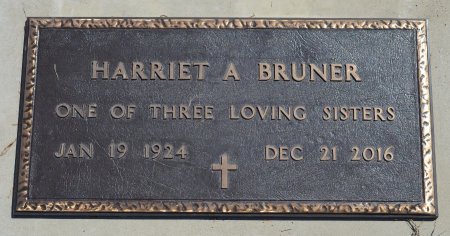 HARRIET A BRUNER
ONE OF THREE LOVING SISTERS
JAN 19 1924 DEC 21 2016